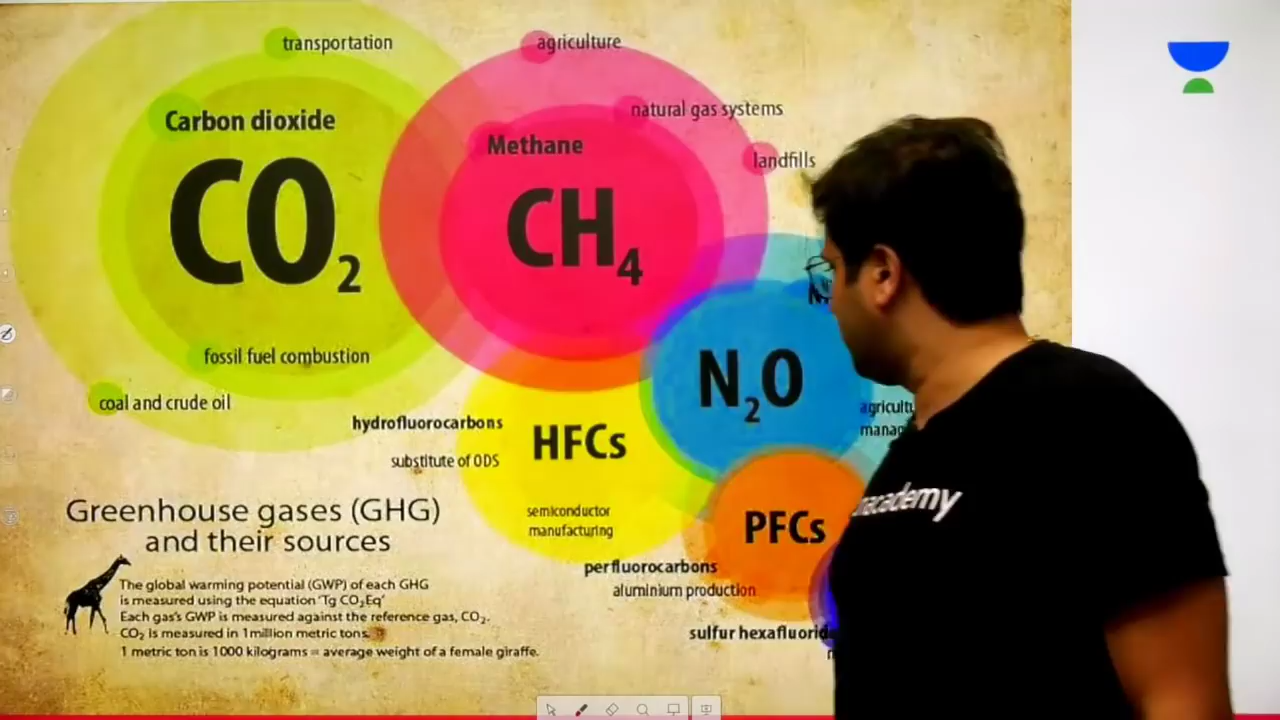 transportation
agriculture
natural gas systems
landfills
Carbon dioxide
CO2
Methane
CH4
fossil fuel combustion
coal and crude oil
N2O
hydrofluorocarbons
substitute of ODS
HFCs
semiconductor
manufacturing
PFCs
perfluorocarbons
aluminium production
sulfur
Greenhouse gases (GHG)
and their sources
The global warming potential (GWP) of each GHG
is measured using the equation 'Tg CO2Eq'
Each gas's GWP is measured against the reference gas, CO2.
CO2 is measured in 1million metric tons.
1 metric ton is 1000 kilograms = average weight of a female giraffe.